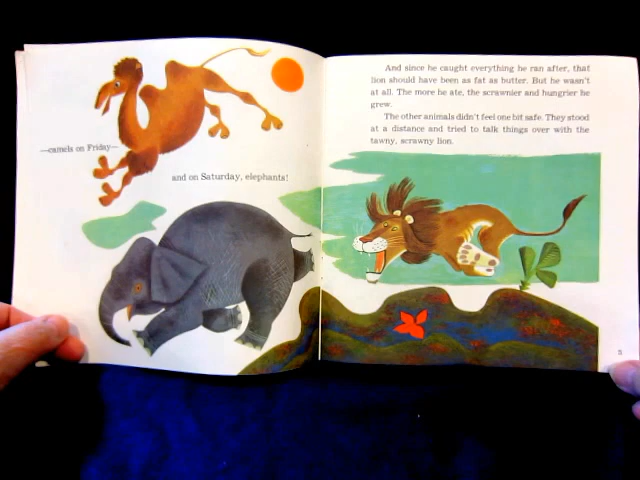 —camels on Friday—
and on Saturday, elephants!
And since he caught everything he ran after, that
lion should have been as fat as butter. But he wasn't
at all. The more he ate, the scrawnier and hungrier he
grew.
The other animals didn't feel one bit safe. They stood
at a distance and tried to talk things over with the
tawny, scrawny lion.
5